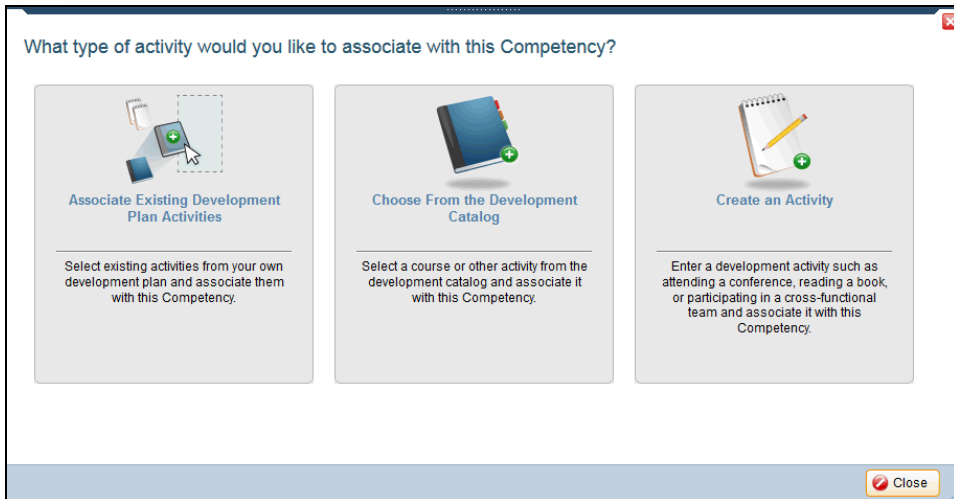 What type of activity would you like to associate with this Competency?
Associate Existing Development
Plan Activities
Select existing activities from your own
development plan and associate them
with this Competency.
Choose From the Development
Catalog
Select a course or other activity from the
development catalog and associate it
with this Competency.
Create an Activity
Enter a development activity such as
attending a conference, reading a book,
or participating in a cross-functional
team and associate it with this
Competency.
Close